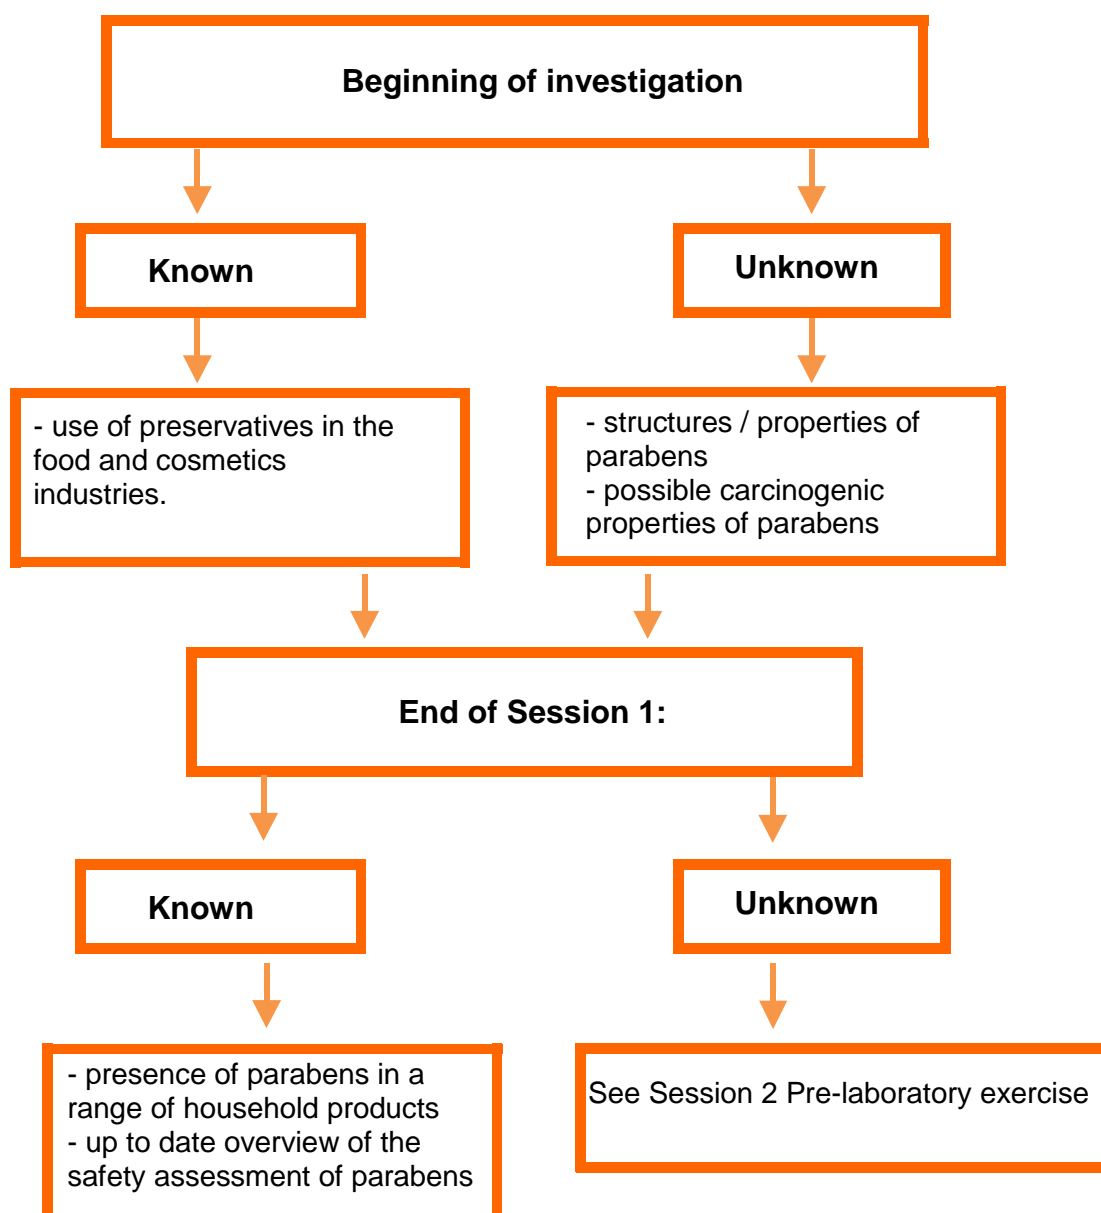 Beginning of investigation
Known
Unknown
- use of preservatives in the
food and cosmetics
industries.
- structures / properties of
parabens
- possible carcinogenic
properties of parabens
End of Session 1:
Known
Unknown
- presence of parabens in a
range of household products
- up to date overview of the
safety assessment of parabens
See Session 2 Pre-laboratory exercise